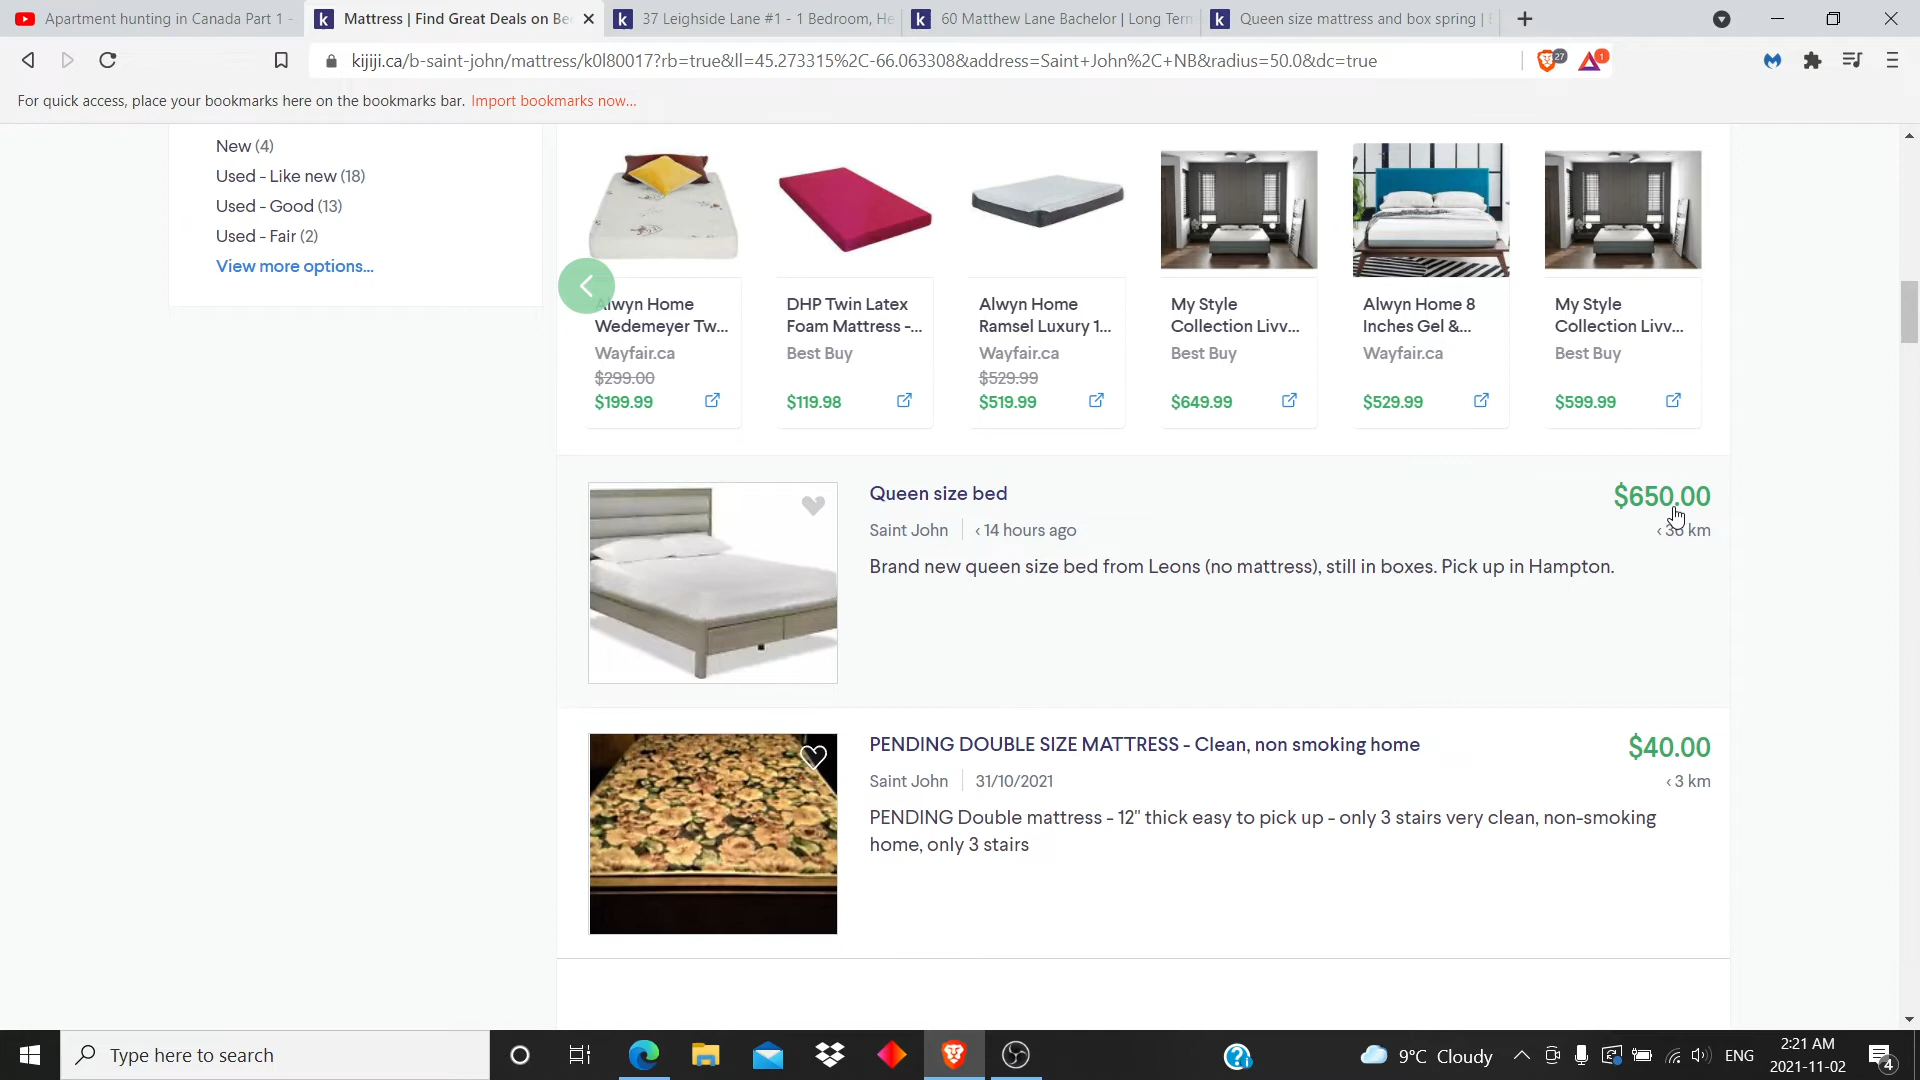 Apartment hunting in Canada Part 1 -
Mattress | Find Great Deals on Be
37 Leighside Lane #1 - 1 Bedroom, He
60 Matthew Lane Bachelor | Long Term
Queen size mattress and box spring |
kijiji.ca/b-saint-john/mattress/k0l80017?rb=true&ll=45.273315%2C-66.063308&address=Saint+John%2C+NB&radius=50.0&dc=true
27
1
For quick access, place your bookmarks here on the bookmarks bar. Import bookmarks now...
New (4)
Used - Like new (18)
Used - Good (13)
Used - Fair (2)
View more options...
Alwyn Home
Wedemeyer Tw...
Wayfair.ca
$299.00
$199.99
DHP Twin Latex
Foam Mattress -...
Best Buy
$119.98
Alwyn Home
Ramsel Luxury 1...
Wayfair.ca
$529.99
$519.99
My Style
Collection Livv...
Best Buy
$649.99
Alwyn Home 8
Inches Gel &...
Wayfair.ca
$529.99
My Style
Collection Livv...
Best Buy
$599.99
Queen size bed
$650.00
Saint John
< 14 hours ago
km
Brand new queen size bed from Leons (no mattress), still in boxes. Pick up in Hampton.
PENDING DOUBLE SIZE MATTRESS - Clean, non smoking home
$40.00
Saint John
31/10/2021
< 3 km
PENDING Double mattress - 12" thick easy to pick up - only 3 stairs very clean, non-smoking
home, only 3 stairs
Type here to search
9°C Cloudy
ENG
2:21 AM
2021-11-02
4